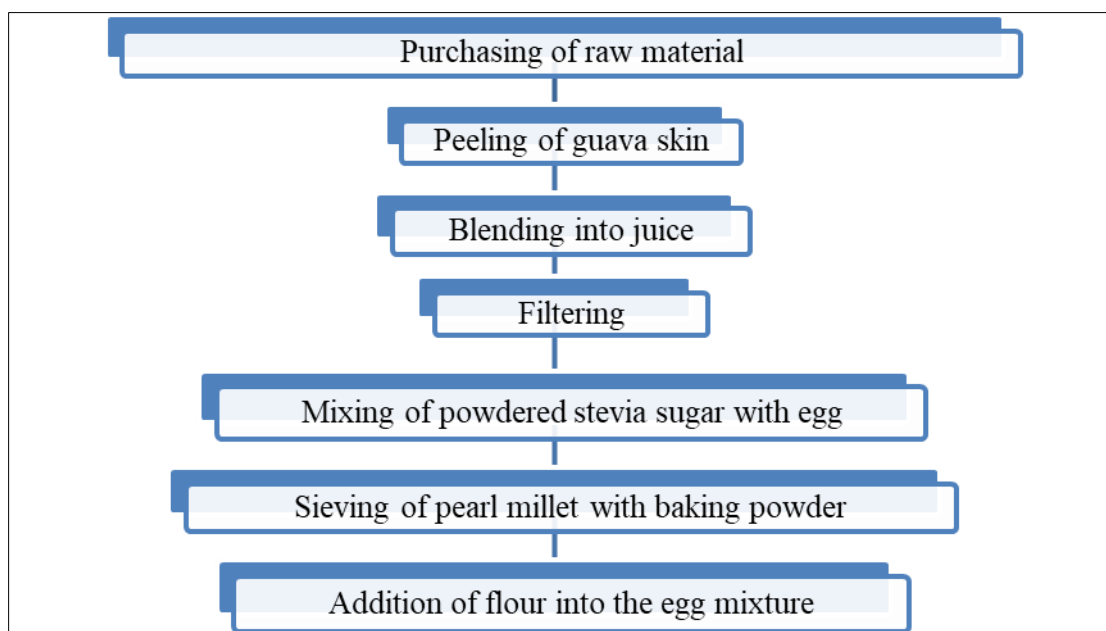 Purchasing of raw material
Peeling of guava skin
Blending into juice
Filtering
Mixing of powdered stevia sugar with egg
Sieving of pearl millet with baking powder
Addition of flour into the egg mixture